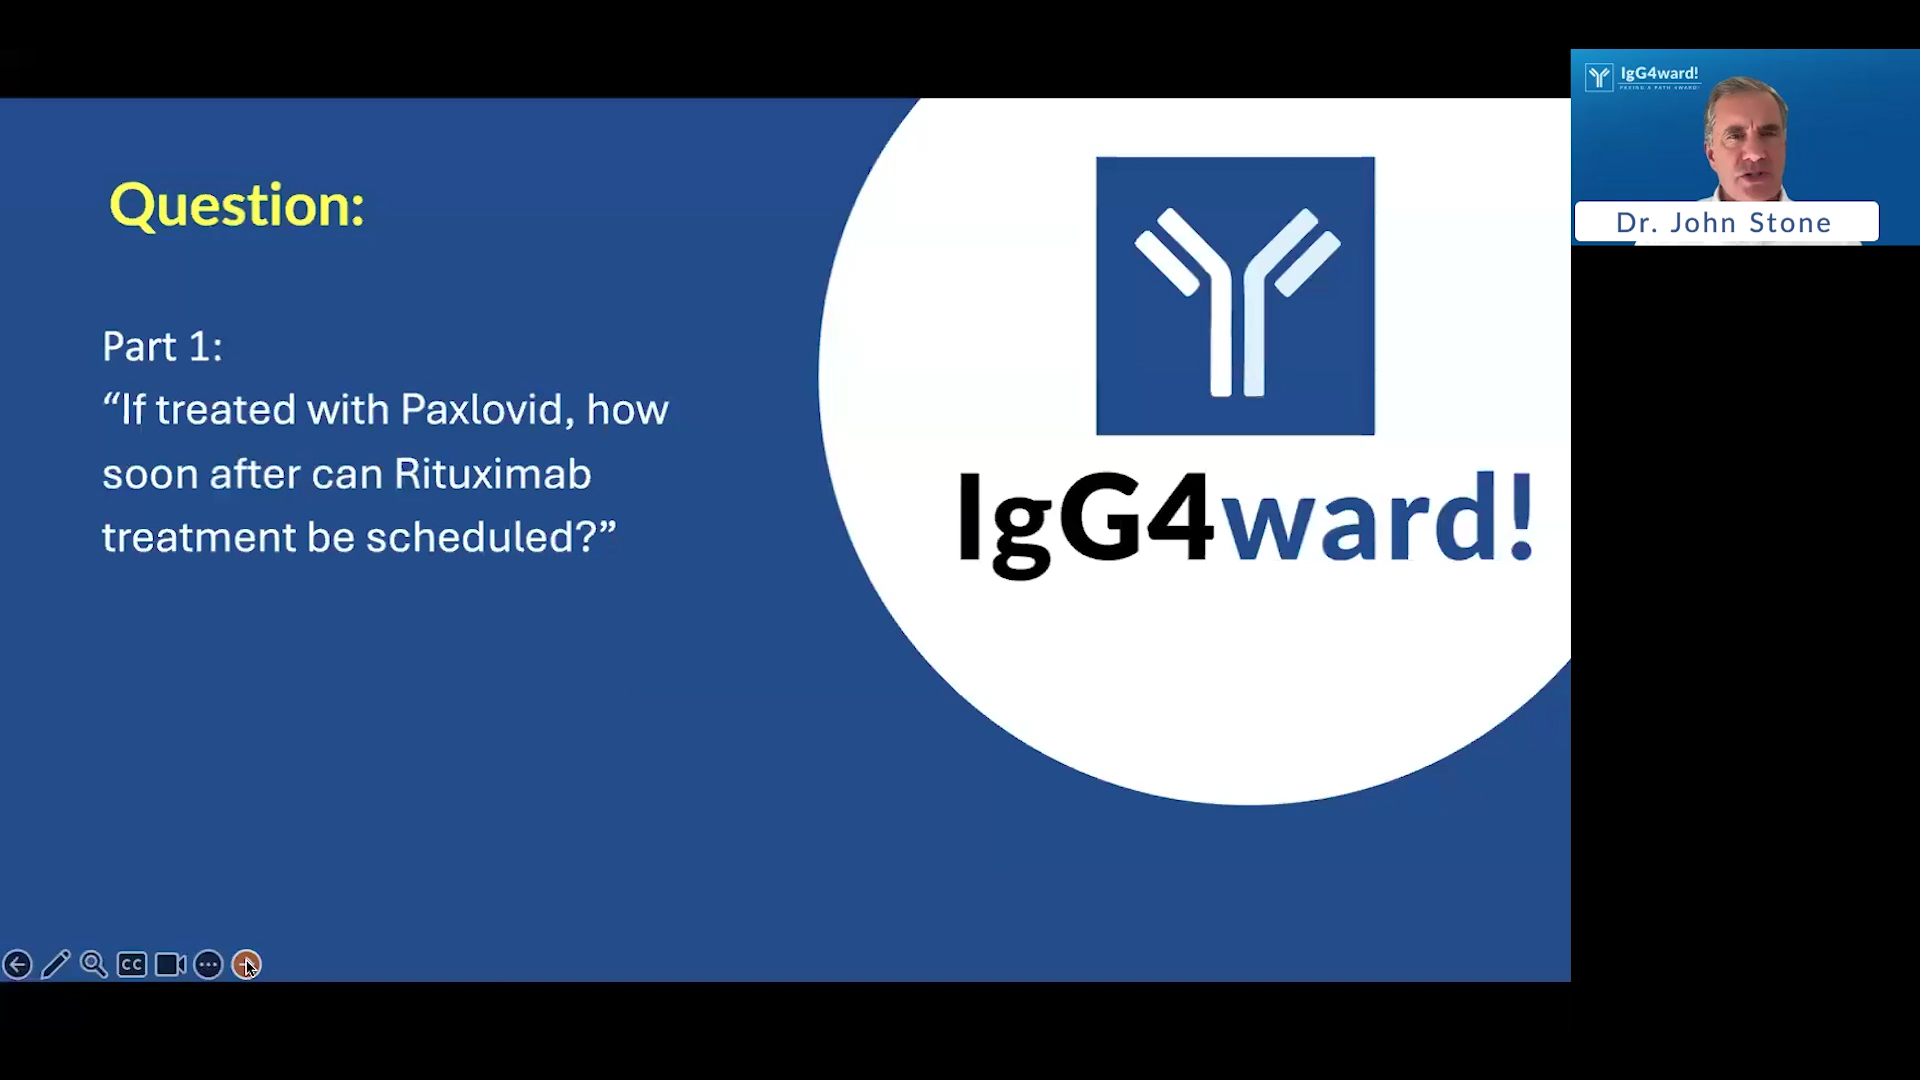 Question:
Part 1:
“If treated with Paxlovid, how
soon after can Rituximab
treatment be scheduled?”
IgG4ward!
IgG4ward!
Dr. John Stone
CC